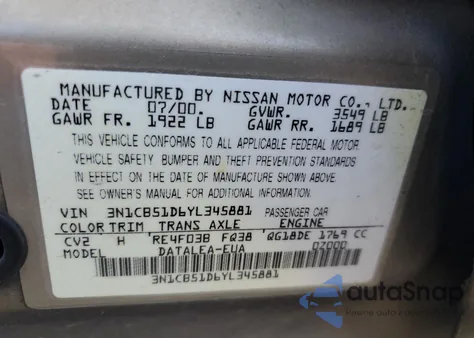 MANUFACTURED BY NISSAN MOTOR CO., LTD.
DATE 07/00. GVWR. 3549 LB
GAWR FR. 1922 LB GAWR RR. 1689 LB
THIS VEHICLE CONFORMS TO ALL APPLICABLE FEDERAL MOTOR
VEHICLE SAFETY BUMPER AND THEFT PREVENTION STANDARDS
IN EFFECT ON THE DATE OF MANUFACTURE SHOWN ABOVE.
SEE OWNER'S MANUAL FOR ADDITIONAL INFORMATION.
VIN 3N1CB51D6YL345881 PASSENGER CAR
COLOR TRIM TRANS AXLE ENGINE
CV2 H RE4F03B FQ38 QG18DE 1769 CC
MODEL DATALEA-EUA 07000
3N1CB51D6YL345881
autoSnap